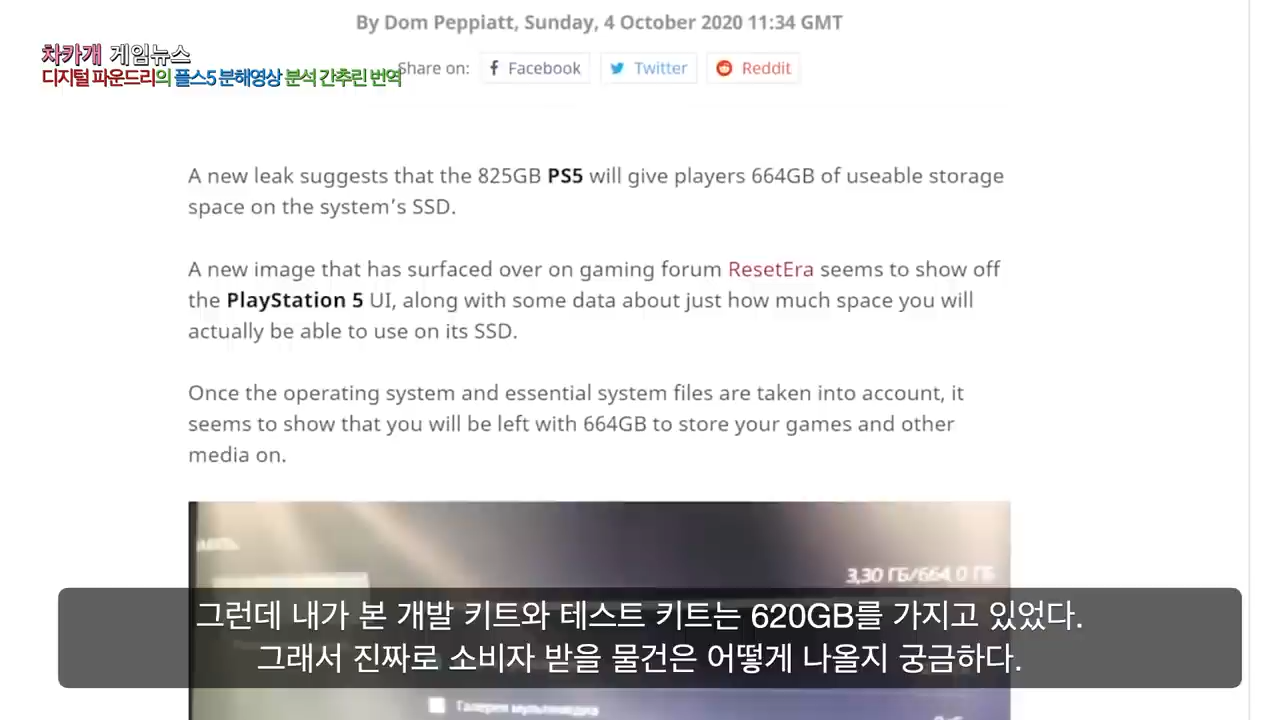 By Dom Peppiatt, Sunday, 4 October 2020 11:34 GMT
차카개 게임뉴스
디지털 파운드리의 플스5 분해영상 분석 간추린 번역
Share on: Facebook Twitter Reddit
A new leak suggests that the 825GB PS5 will give players 664GB of useable storage
space on the system's SSD.
A new image that has surfaced over on gaming forum ResetEra seems to show off
the PlayStation 5 UI, along with some data about just how much space you will
actually be able to use on its SSD.
Once the operating system and essential system files are taken into account, it
seems to show that you will be left with 664GB to store your games and other
media on.
3,30 ГБ/664,0 ГБ
그런데 내가 본 개발 키트와 테스트 키트는 620GB를 가지고 있었다.
그래서 진짜로 소비자 받을 물건은 어떻게 나올지 궁금하다.
Галерея мультимедиа